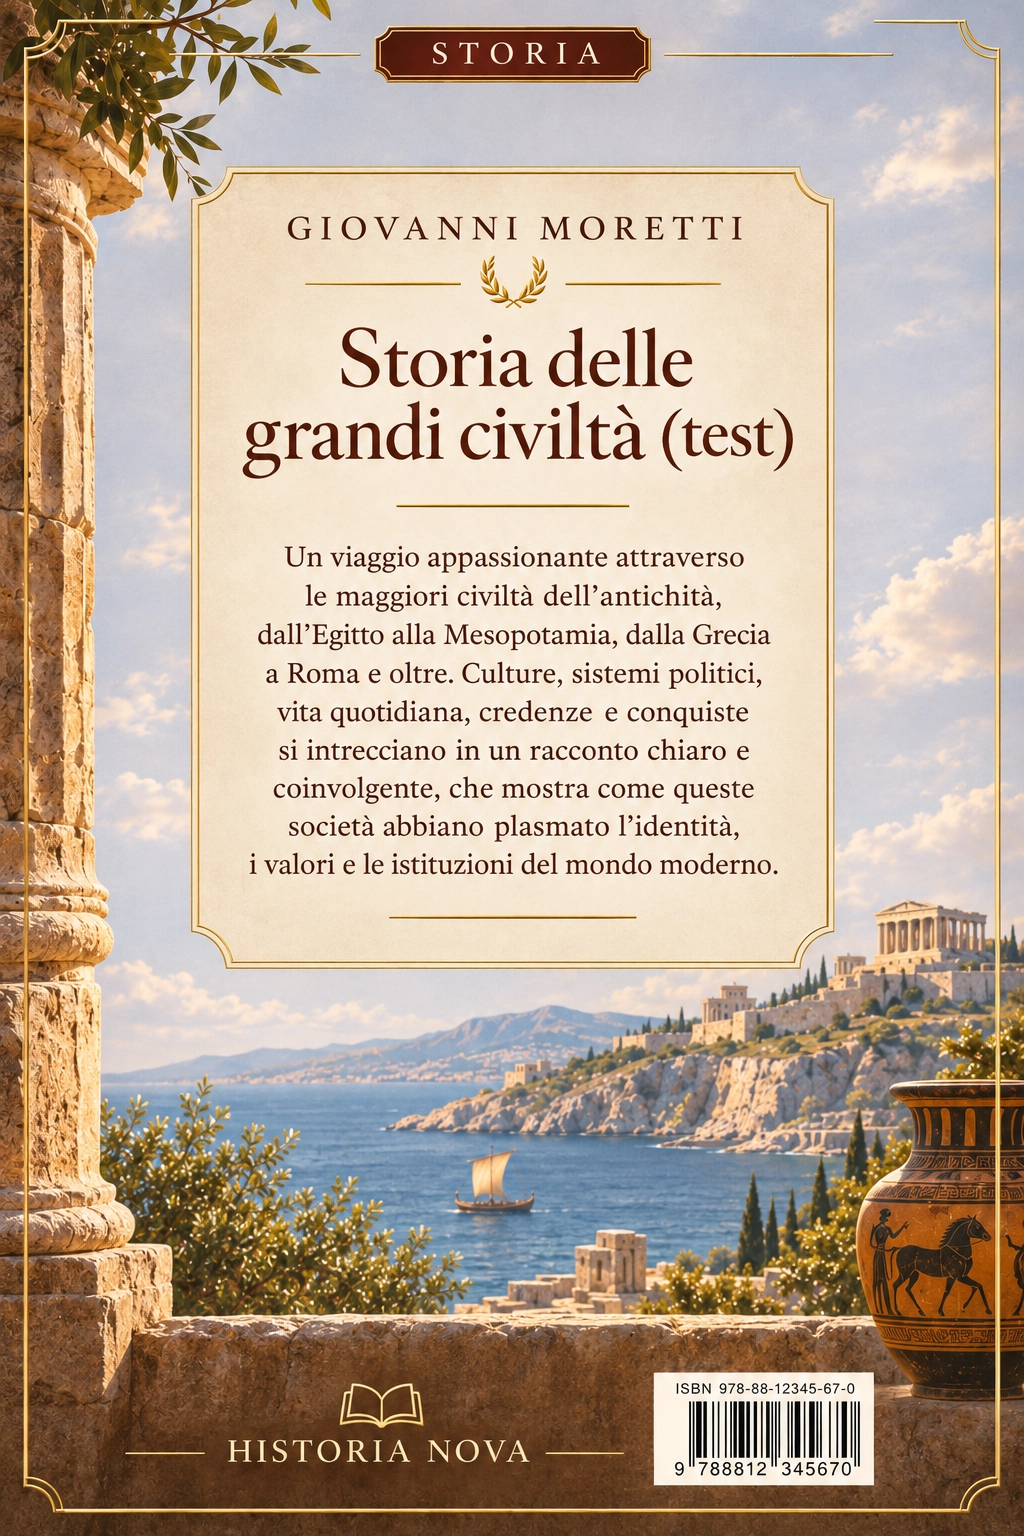 STORIA
GIOVANNI MORETTI
Storia delle
grandi civiltà (test)
Un viaggio appassionante attraverso
le maggiori civiltà dell’antichità,
dall’Egitto alla Mesopotamia, dalla Grecia
a Roma e oltre. Culture, sistemi politici,
vita quotidiana, credenze e conquiste
si intrecciano in un racconto chiaro e
coinvolgente, che mostra come queste
società abbiano plasmato l’identità,
i valori e le istituzioni del mondo moderno.
HISTORIA NOVA
ISBN 978-88-12345-67-0
9 788812 345670